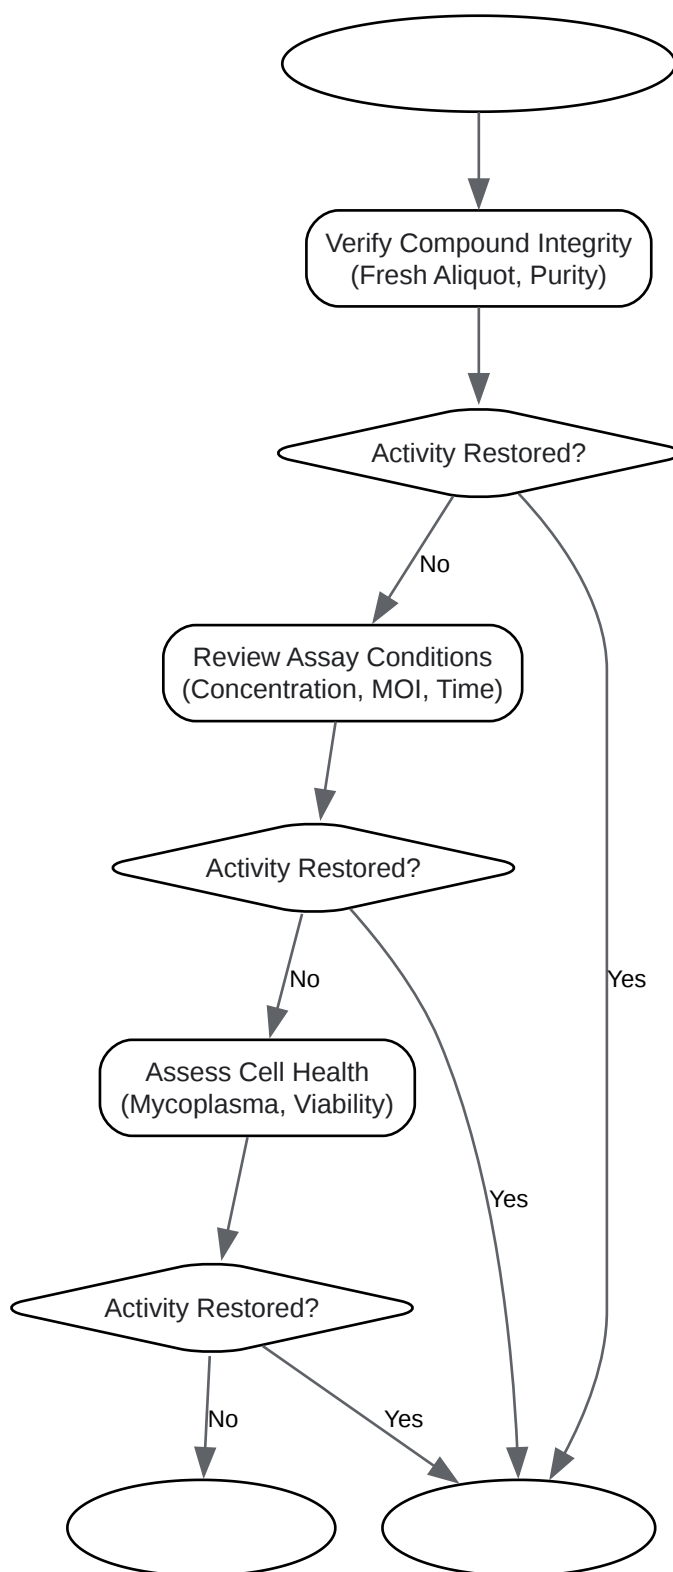 Verify Compound Integrity
(Fresh Aliquot, Purity)
Activity Restored?
No
Review Assay Conditions
(Concentration, MOI, Time)
Activity Restored?
No
Yes
Assess Cell Health
(Mycoplasma, Viability)
Yes
Activity Restored?
No
Yes